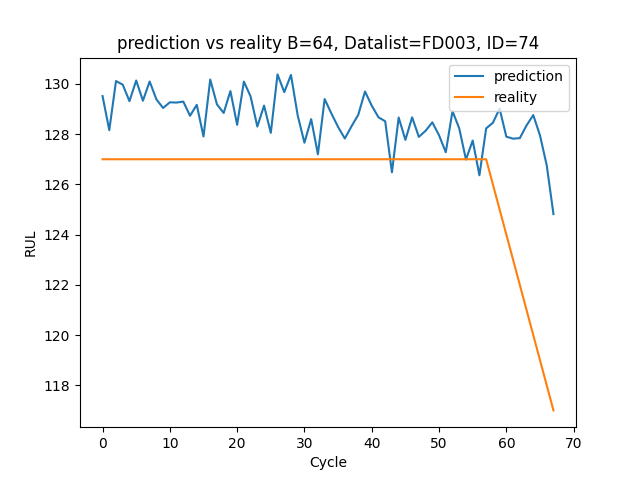 prediction vs reality B=64, Datalist=FD003, ID=74
prediction
reality
RUL
130
128
126
124
122
120
118
0 10 20 30 40 50 60 70
Cycle